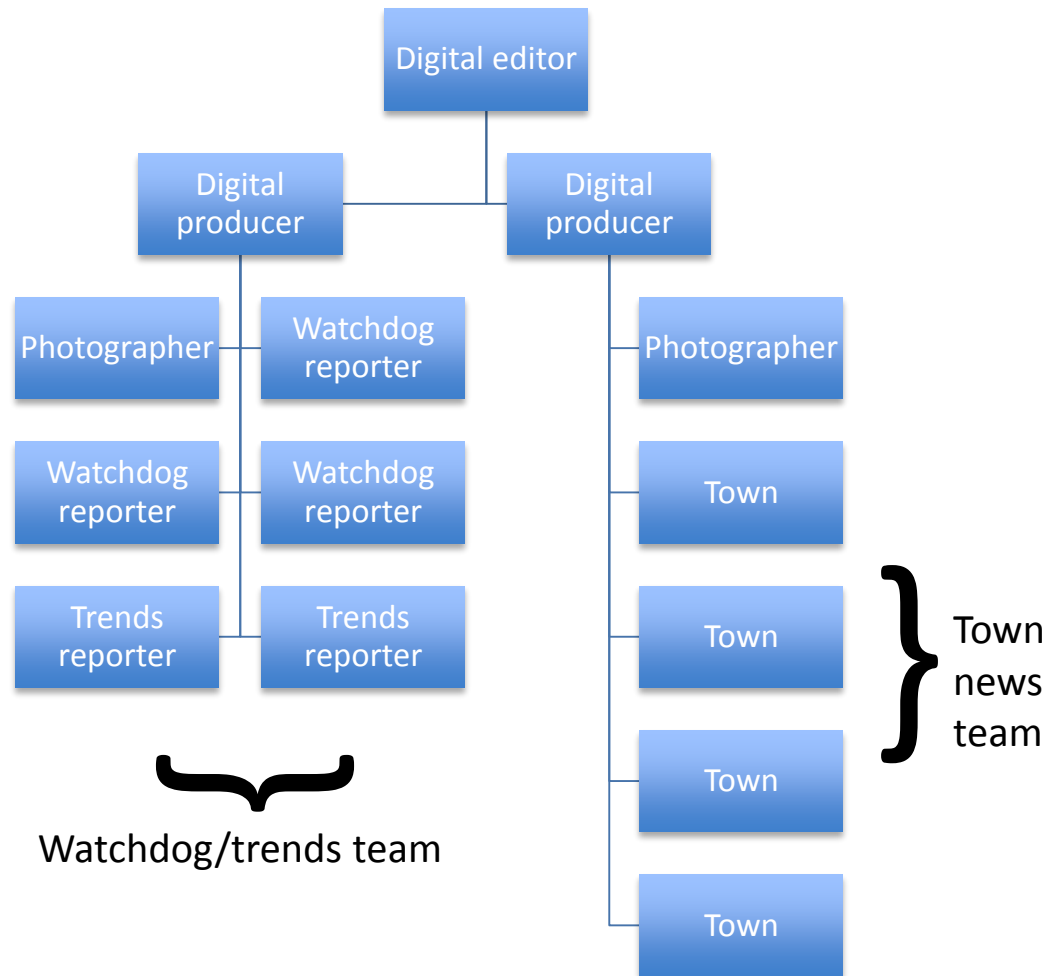 Digital editor
Digital
producer
Digital
producer
Photographer
Watchdog
reporter
Photographer
Watchdog
reporter
Watchdog
reporter
Town
Trends
reporter
Trends
reporter
Town
Town
news
team
Town
Watchdog/trends team
Town